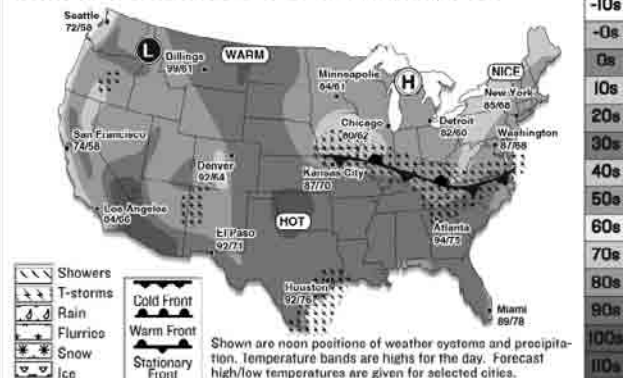 Seattle
72/58
L
Billings
99/61
WARM
Minneapolis
84/61
H
NICE
New York
85/68
Chicago
80/62
Detroit
82/60
Washington
87/68
San Francisco
74/58
Denver
92/64
Kansas City
87/70
Los Angeles
84/66
HOT
Atlanta
94/75
El Paso
92/71
Houston
92/76
Miami
89/78
Showers
T-storms
Rain
Flurries
Snow
Ice
Cold Front
Warm Front
Stationary
Front
Shown are noon positions of weather systems and precipita-
tion. Temperature bands are highs for the day. Forecast
high/low temperatures are given for selected cities.
-10s
-0s
0s
10s
20s
30s
40s
50s
60s
70s
80s
90s
100s
110s